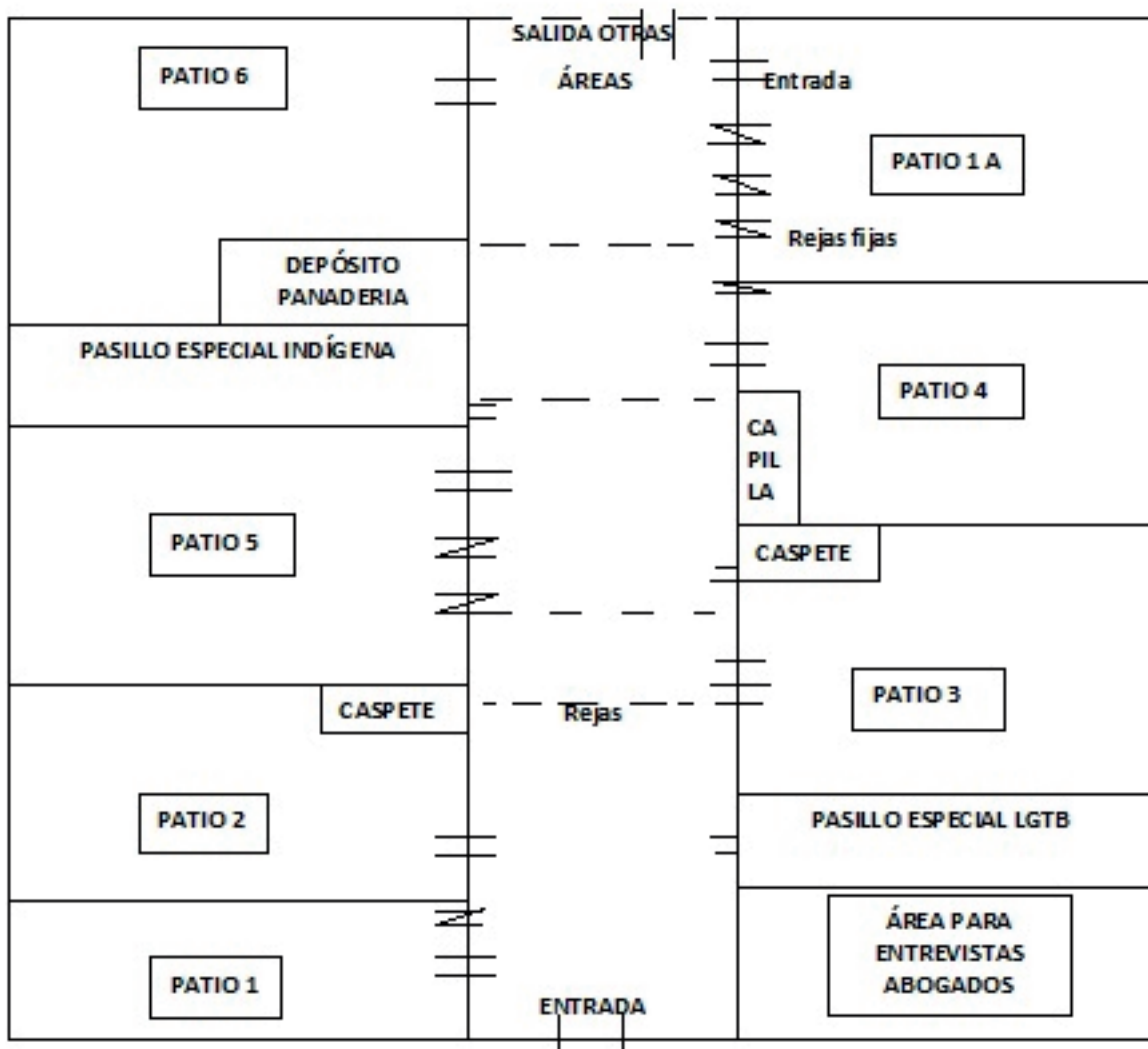 SALIDA OTRAS
ÁREAS
PATIO 6
Entrada
PATIO 1 A
Rejas fijas
DEPÓSITO
PANADERIA
PASILLO ESPECIAL INDÍGENA
PATIO 4
CA
PIL
LA
PATIO 5
CASPETE
PATIO 3
CASPETE
Rejas
PATIO 2
PASILLO ESPECIAL LGTB
ÁREA PARA
ENTREVISTAS
ABOGADOS
PATIO 1
ENTRADA